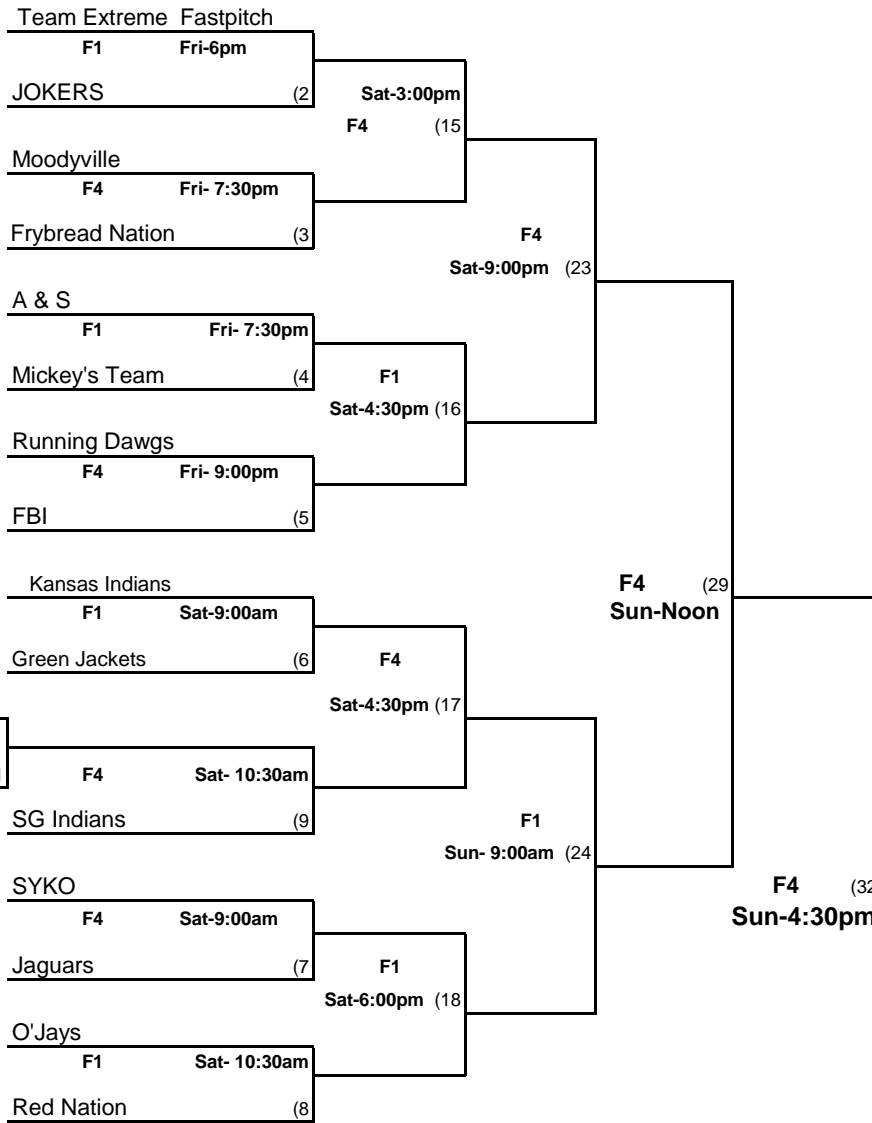 Team Extreme Fastpitch
F1 Fri-6pm
JOKERS (2
Sat-3:00pm
F4 (15
Moodyville
F4 Fri- 7:30pm
Frybread Nation (3
F4
Sat-9:00pm (23
A & S
F1 Fri- 7:30pm
Mickey's Team (4
F1
Sat-4:30pm (16
Running Dawgs
F4 Fri- 9:00pm
FBI (5
Kansas Indians
F4 (29
Sun-Noon
F1 Sat-9:00am
Green Jackets (6
F4
Sat-4:30pm (17
F4 Sat- 10:30am
SG Indians (9
F1
Sun- 9:00am (24
SYKO
F4 (32
Sun-4:30pm
F4 Sat-9:00am
Jaguars (7
F1
Sat-6:00pm (18
O'Jays
F1 Sat- 10:30am
Red Nation (8